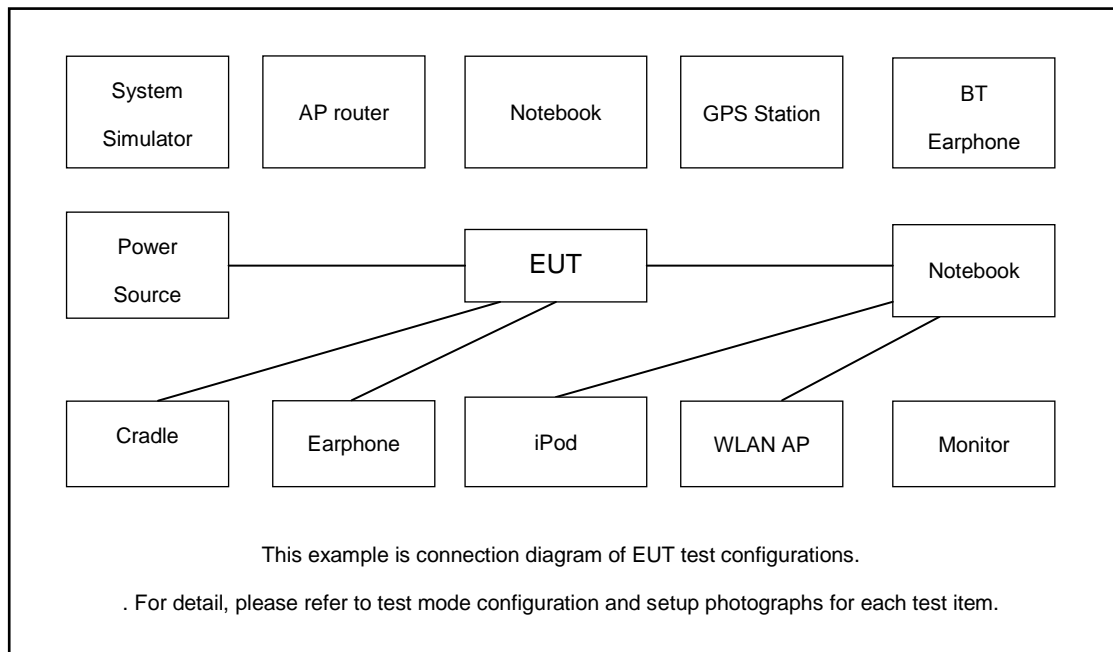 System
Simulator
AP router
Notebook
GPS Station
BT
Earphone
Power
Source
EUT
Notebook
Cradle
Earphone
iPod
WLAN AP
Monitor
This example is connection diagram of EUT test configurations.
. For detail, please refer to test mode configuration and setup photographs for each test item.